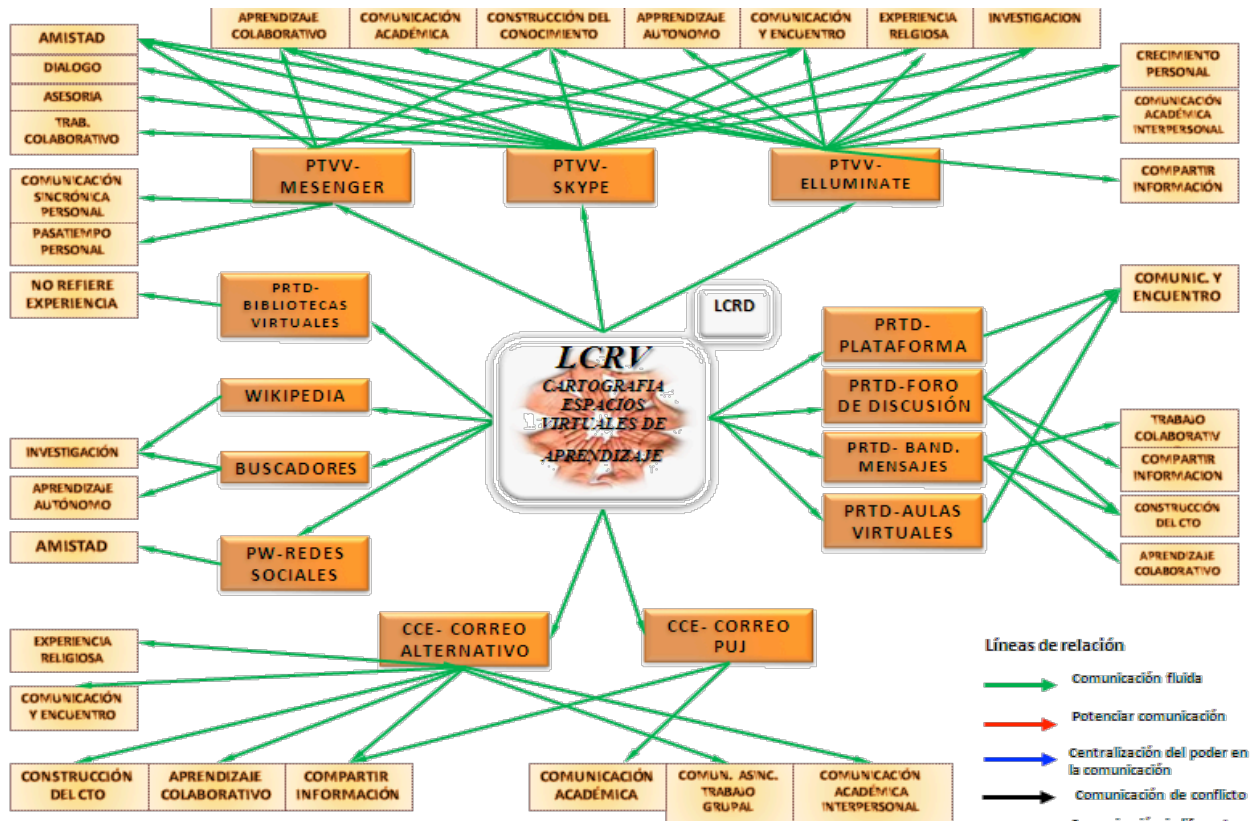 APRENDIZAJE
COLABORATIVO
COMUNICACIÓN
ACADÉMICA
CONSTRUCCIÓN DEL
CONOCIMIENTO
APPRENDIZAJE
AUTONOMO
COMUNICACIÓN
Y ENCUENTRO
EXPERIENCIA
RELGIOSA
INVESTIGACION
AMISTAD
DIALOGO
ASESORIA
TRAB.
COLABORATIVO
CRECIMIENTO
PERSONAL
COMUNICACIÓN
ACADÉMICA
INTERPERSONAL
COMPARTIR
INFORMACIÓN
PTVV-
MESENGER
PTVV-
SKYPE
PTVV-
ELLUMINATE
COMUNICACIÓN
SINCRÓNICA
PERSONAL
PASATIEMPO
PERSONAL
NO REFIERE
EXPERIENCIA
PRTD-
BIBLIOTECAS
VIRTUALES
LCRD
COMUNIC. Y
ENCUENTRO
LCRV
CARTOGRAFIA
ESPACIOS
VIRTUALES DE
APRENDIZAJE
PRTD-
PLATAFORMA
PRTD-FORO
DE DISCUSIÓN
PRTD- BAND.
MENSAJES
PRTD-AULAS
VIRTUALES
WIKIPEDIA
BUSCADORES
PW-REDES
SOCIALES
INVESTIGACIÓN
APRENDIZAJE
AUTÓNOMO
AMISTAD
TRABAJO
COLABORATIV
COMPARTIR
INFORMACION
CONSTRUCCIÓN
DEL CTO
APRENDIZAJE
COLABORATIVO
CCE- CORREO
ALTERNATIVO
CCE- CORREO
PUJ
EXPERIENCIA
RELIGIOSA
COMUNICACIÓN
Y ENCUENTRO
CONSTRUCCIÓN
DEL CTO
APRENDIZAJE
COLABORATIVO
COMPARTIR
INFORMACIÓN
COMUNICACIÓN
ACADÉMICA
COMUN. ASINC.
TRABAJO
GRUPAL
COMUNICACIÓN
ACADÉMICA
INTERPERSONAL
Líneas de relación
Comunicación fluida
Potenciar comunicación
Centralización del poder en
la comunicación
Comunicación de conflicto